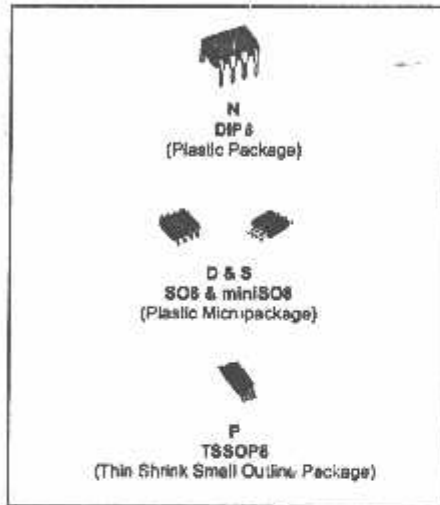 N
DIP8
(Plastic Package)
D & S
SO8 & miniSO8
(Plastic Micropackage)
P
TSSOP8
(Thin Shrink Small Outline Package)